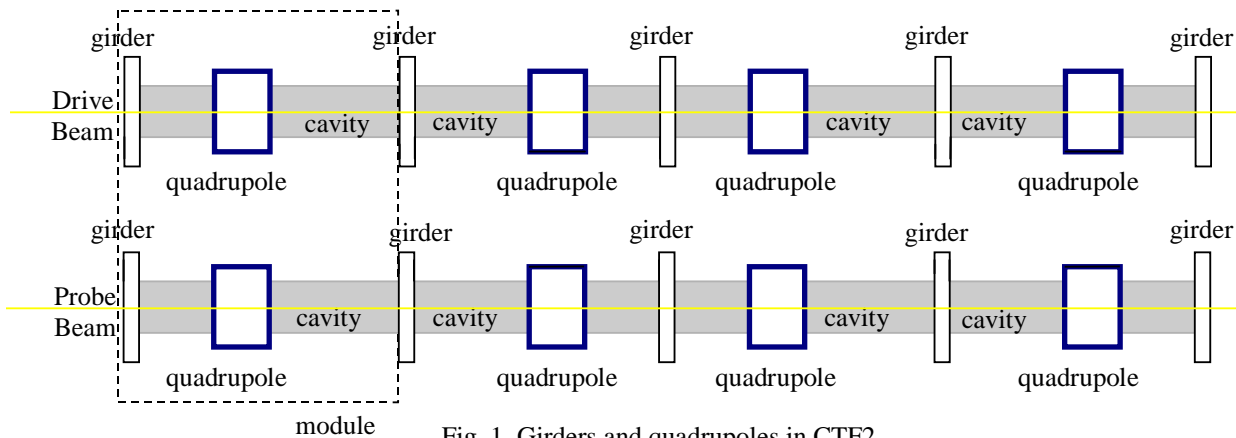 girder girder girder girder girder
Drive
Beam
cavity cavity cavity cavity
quadrupole quadrupole quadrupole quadrupole
girder girder girder girder girder
Probe
Beam
cavity cavity cavity cavity
quadrupole quadrupole quadrupole quadrupole
module
Fig. 1 Girders and quadrupoles in CTF2